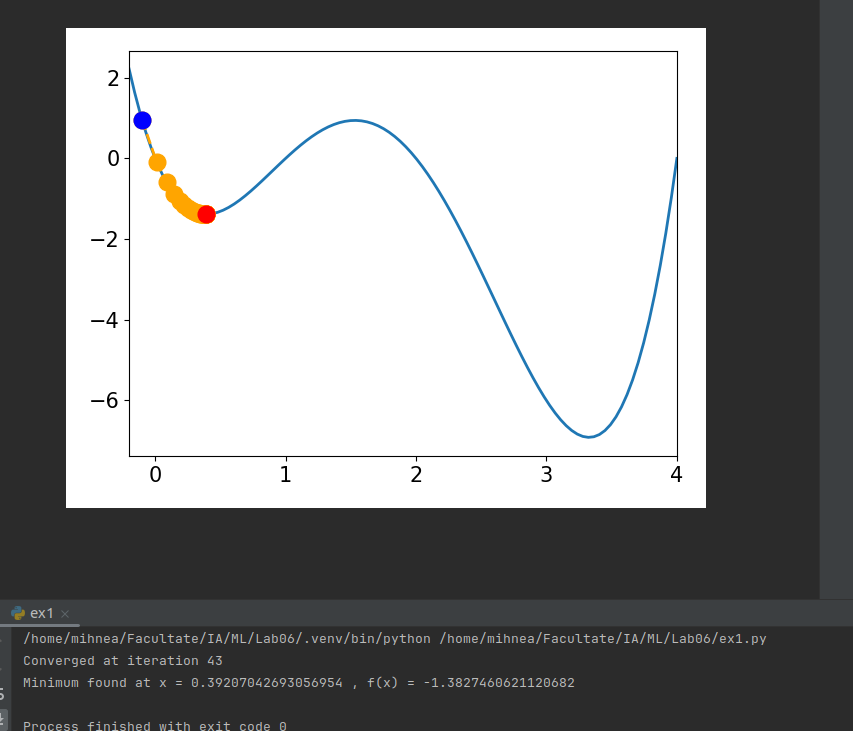 2
0
−2
−4
−6
0 1 2 3 4
ex1
/home/mihnea/Facultate/IA/ML/Lab06/.venv/bin/python /home/mihnea/Facultate/IA/ML/Lab06/ex1.py
Converged at iteration 43
Minimum found at x = 0.39207042693056954 , f(x) = -1.3827460621120682
Process finished with exit code 0